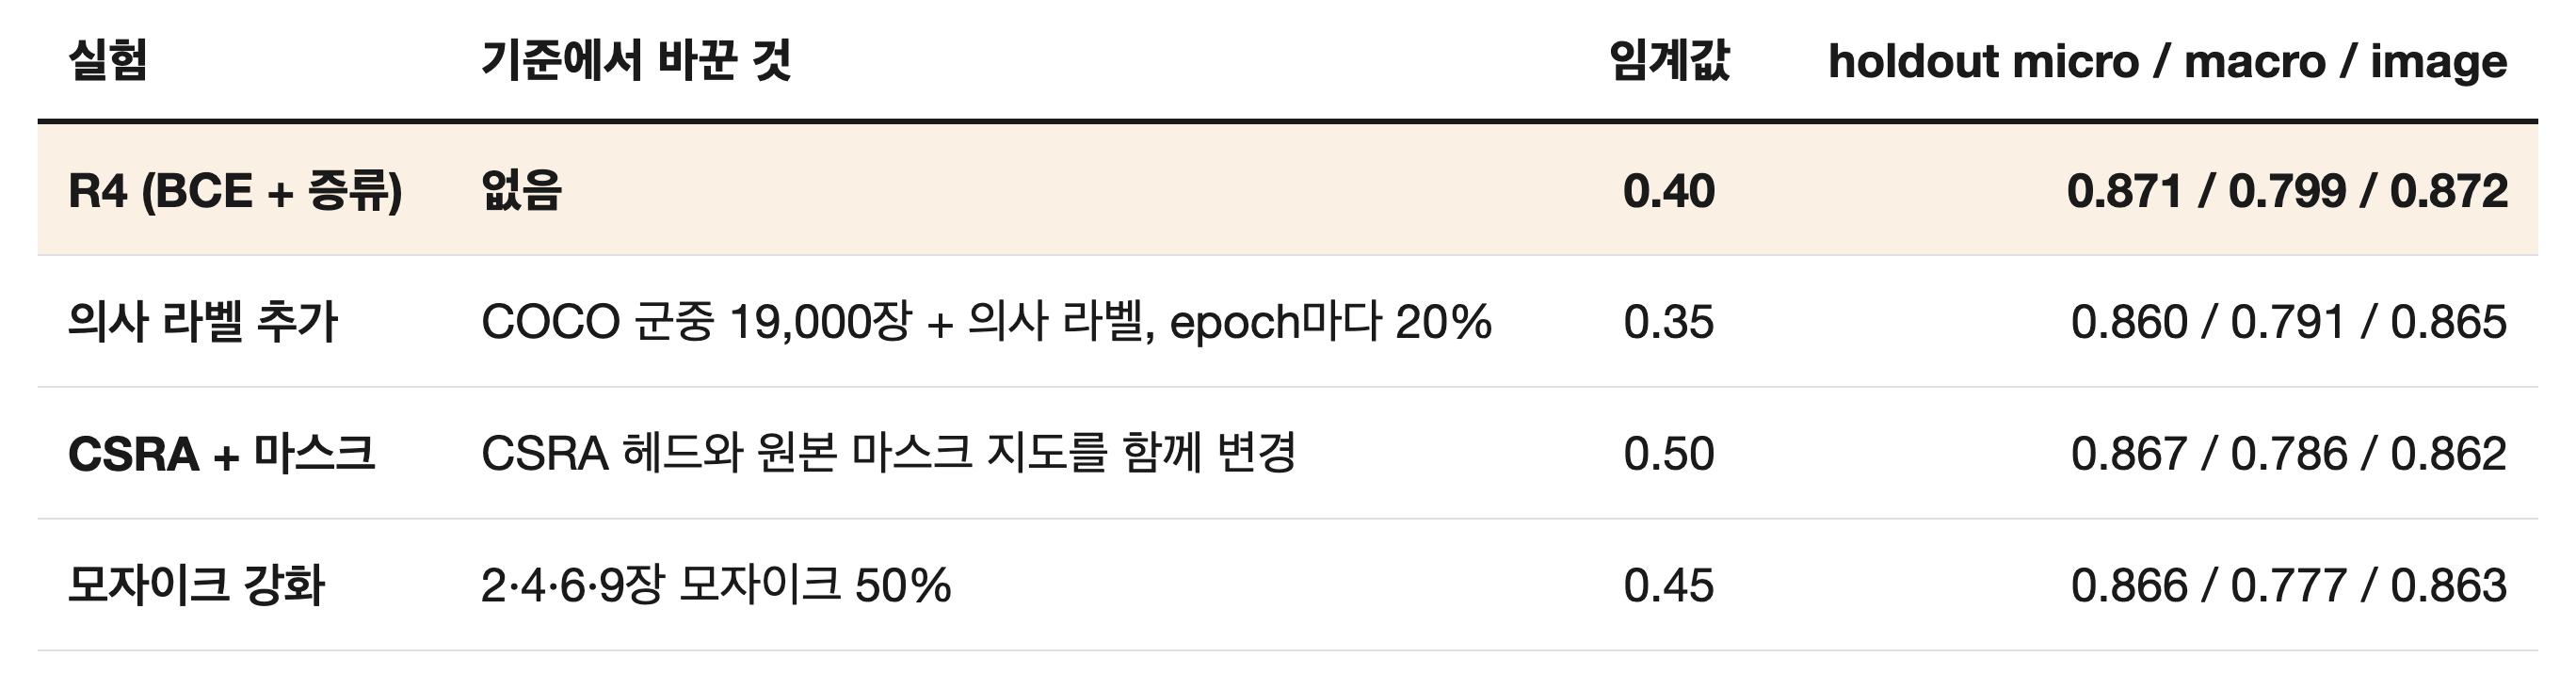 실험 기준에서 바꾼 것 임계값 holdout micro / macro / image
R4 (BCE + 증류) 없음 0.40 0.871 / 0.799 / 0.872
의사 라벨 추가 COCO 군중 19,000장 + 의사 라벨, epoch마다 20% 0.35 0.860 / 0.791 / 0.865
CSRA + 마스크 CSRA 헤드와 원본 마스크 지도를 함께 변경 0.50 0.867 / 0.786 / 0.862
모자이크 강화 2·4·6·9장 모자이크 50% 0.45 0.866 / 0.777 / 0.863